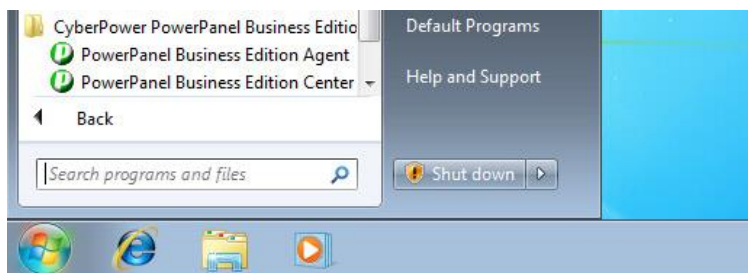 CyberPower PowerPanel Business Editio
PowerPanel Business Edition Agent
PowerPanel Business Edition Center
Back
Search programs and files
Default Programs
Help and Support
Shut down